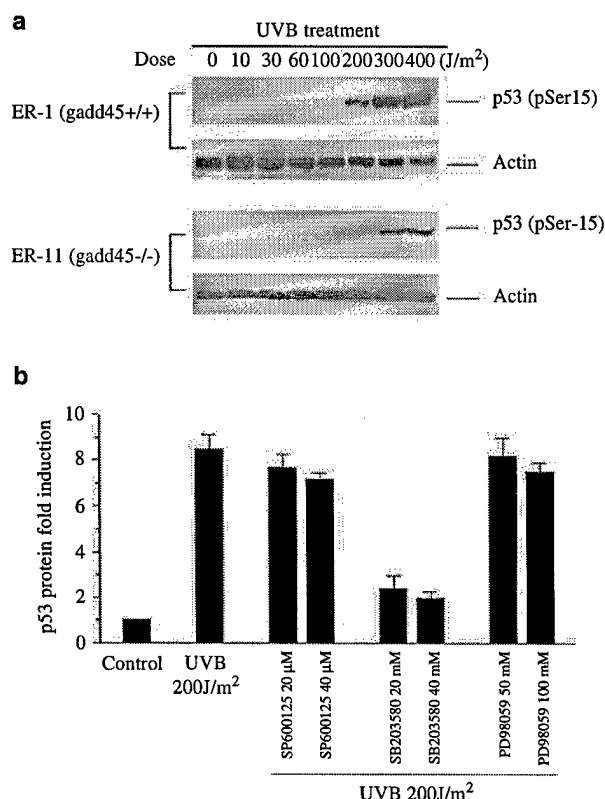 a
UVB treatment
Dose 0 10 30 60 100 200 300 400 (J/m²)
ER-1 (gadd45+/+)
p53 (pSer15)
Actin
ER-11 (gadd45-/-)
p53 (pSer-15)
Actin
b
p53 protein fold induction
10
8
6
4
2
0
Control
UVB
200J/m²
SP600125 20 µM
SP600125 40 µM
SB203580 20 mM
SB203580 40 mM
PD98059 50 mM
PD98059 100 mM
UVB 200J/m²